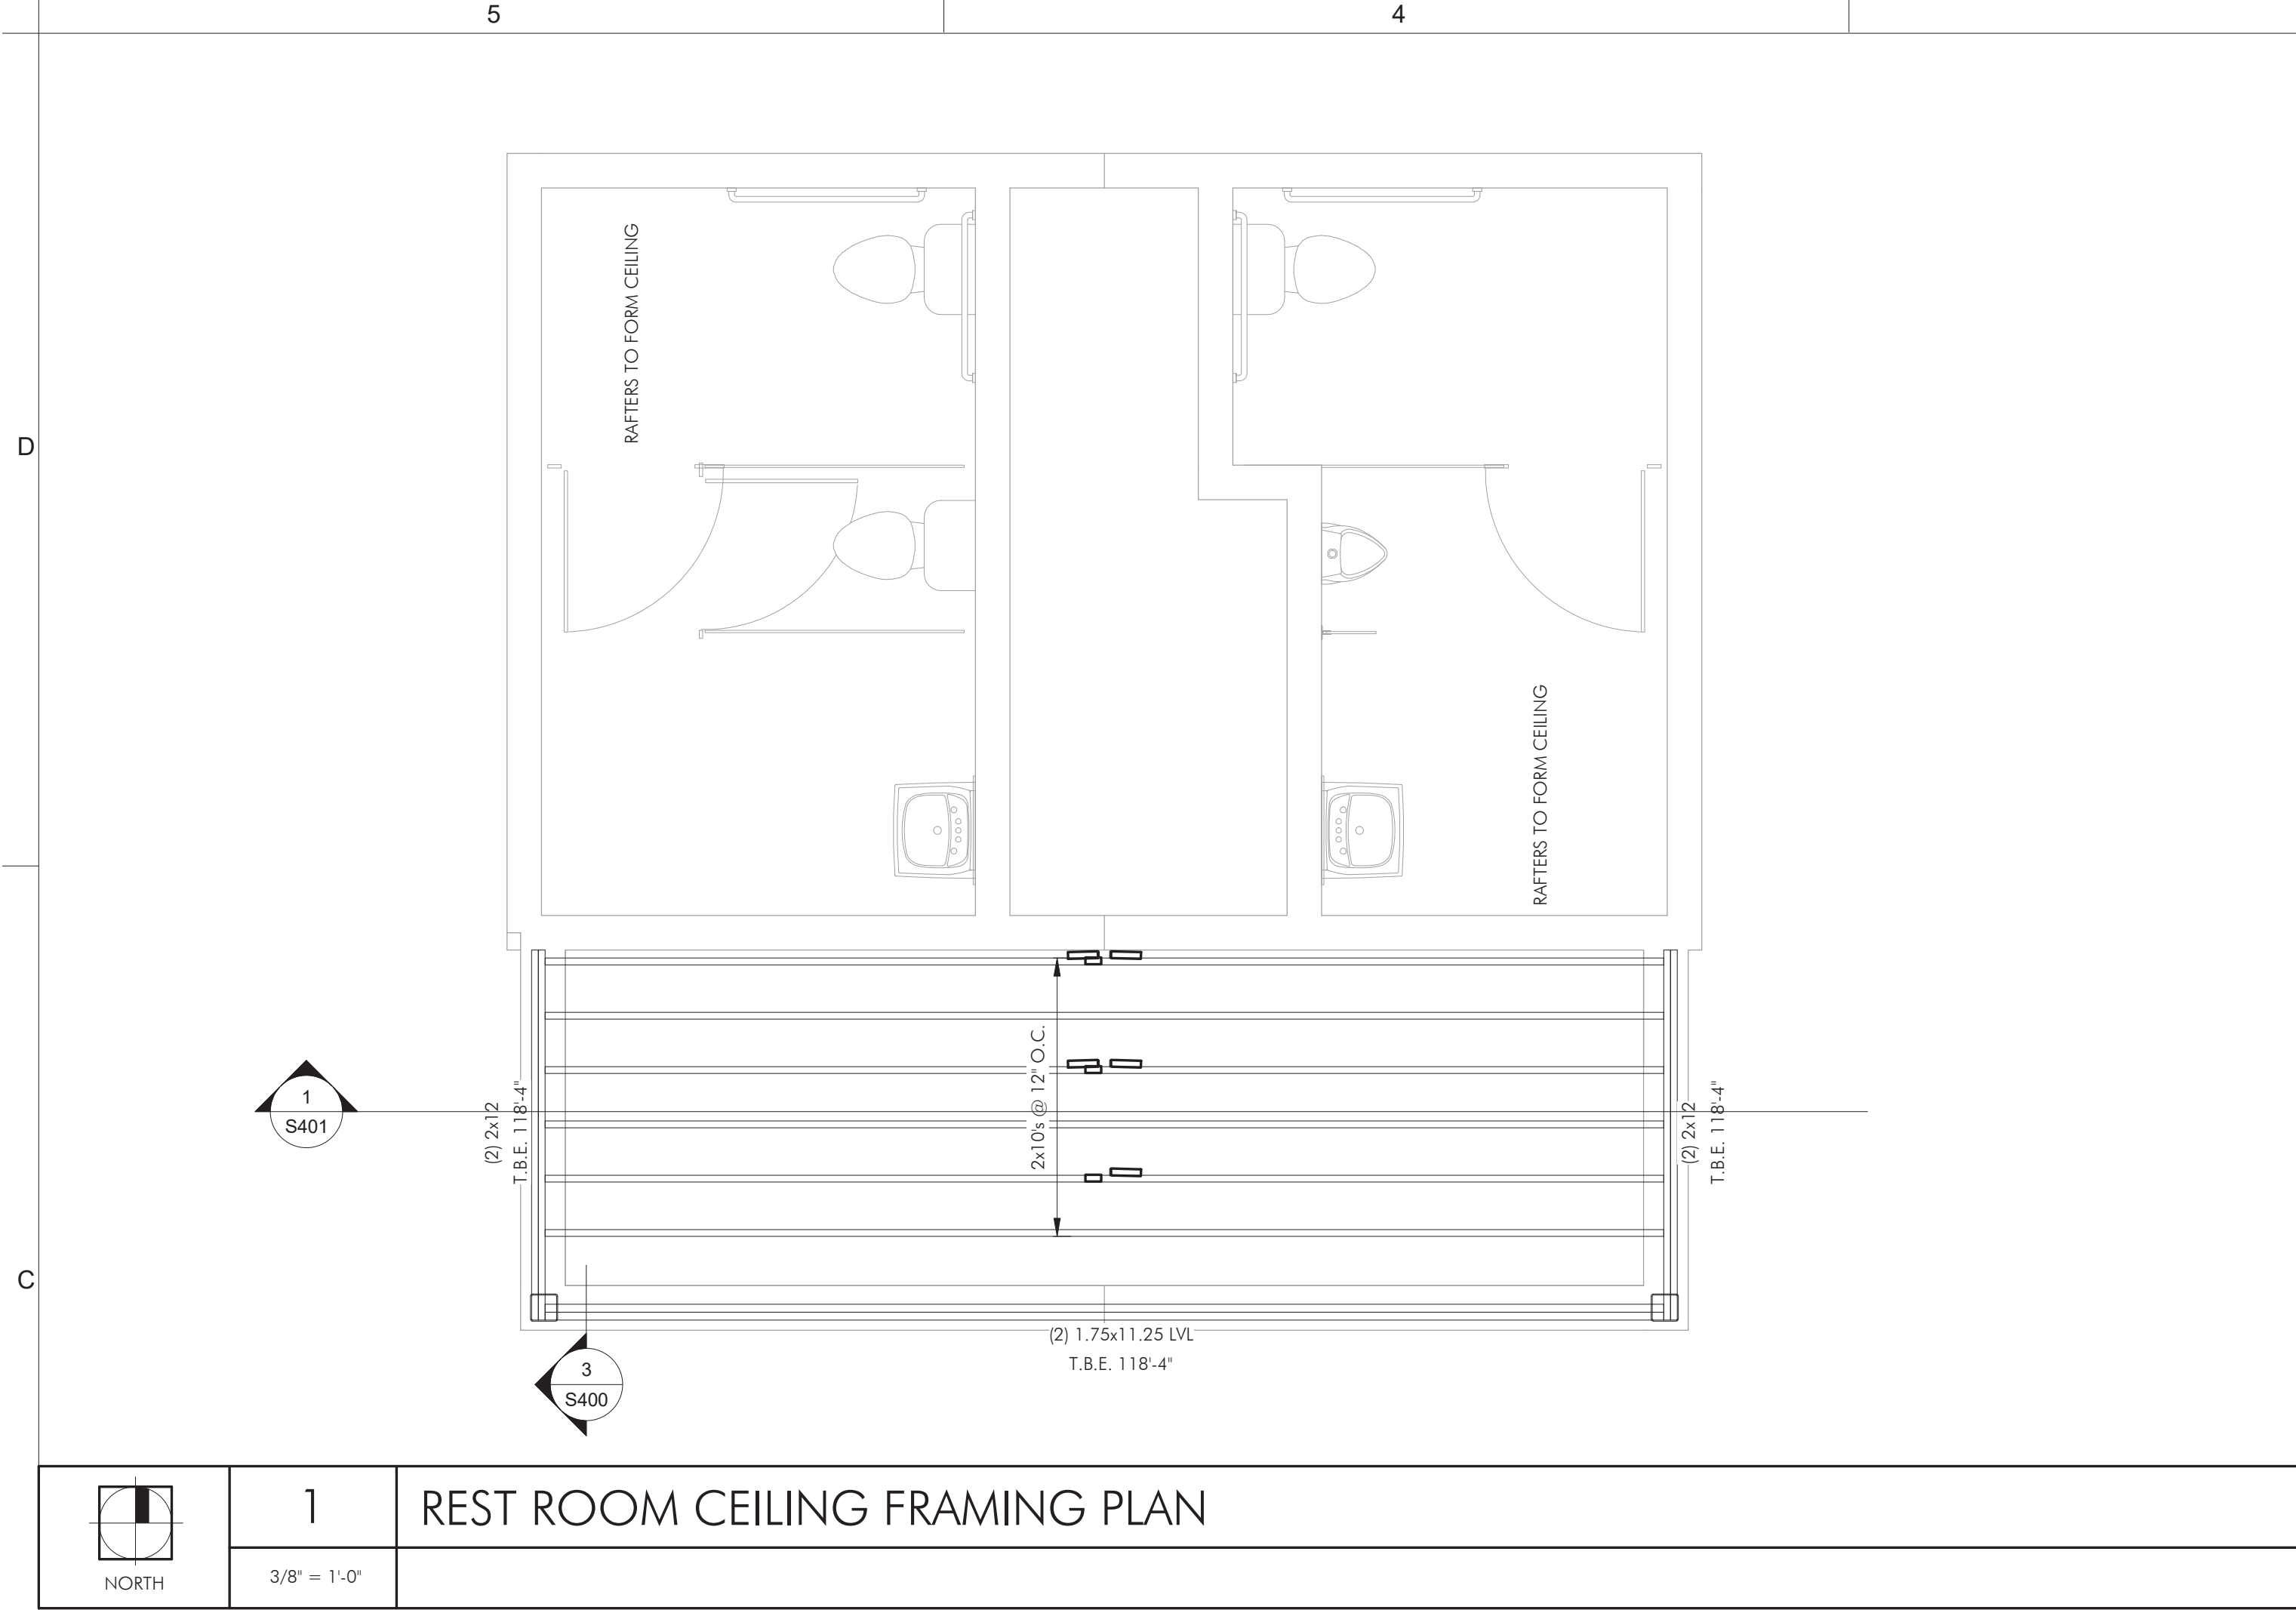 5
4
D
C
RAFTERS TO FORM CEILING
RAFTERS TO FORM CEILING
1
S401
(2) 2x12
T.B.E. 118'-4"
2x10's @ 12" O.C.
(2) 2x12
T.B.E. 118'-4"
(2) 1.75x11.25 LVL
T.B.E. 118'-4"
3
S400
NORTH
1
REST ROOM CEILING FRAMING PLAN
3/8" = 1'-0"